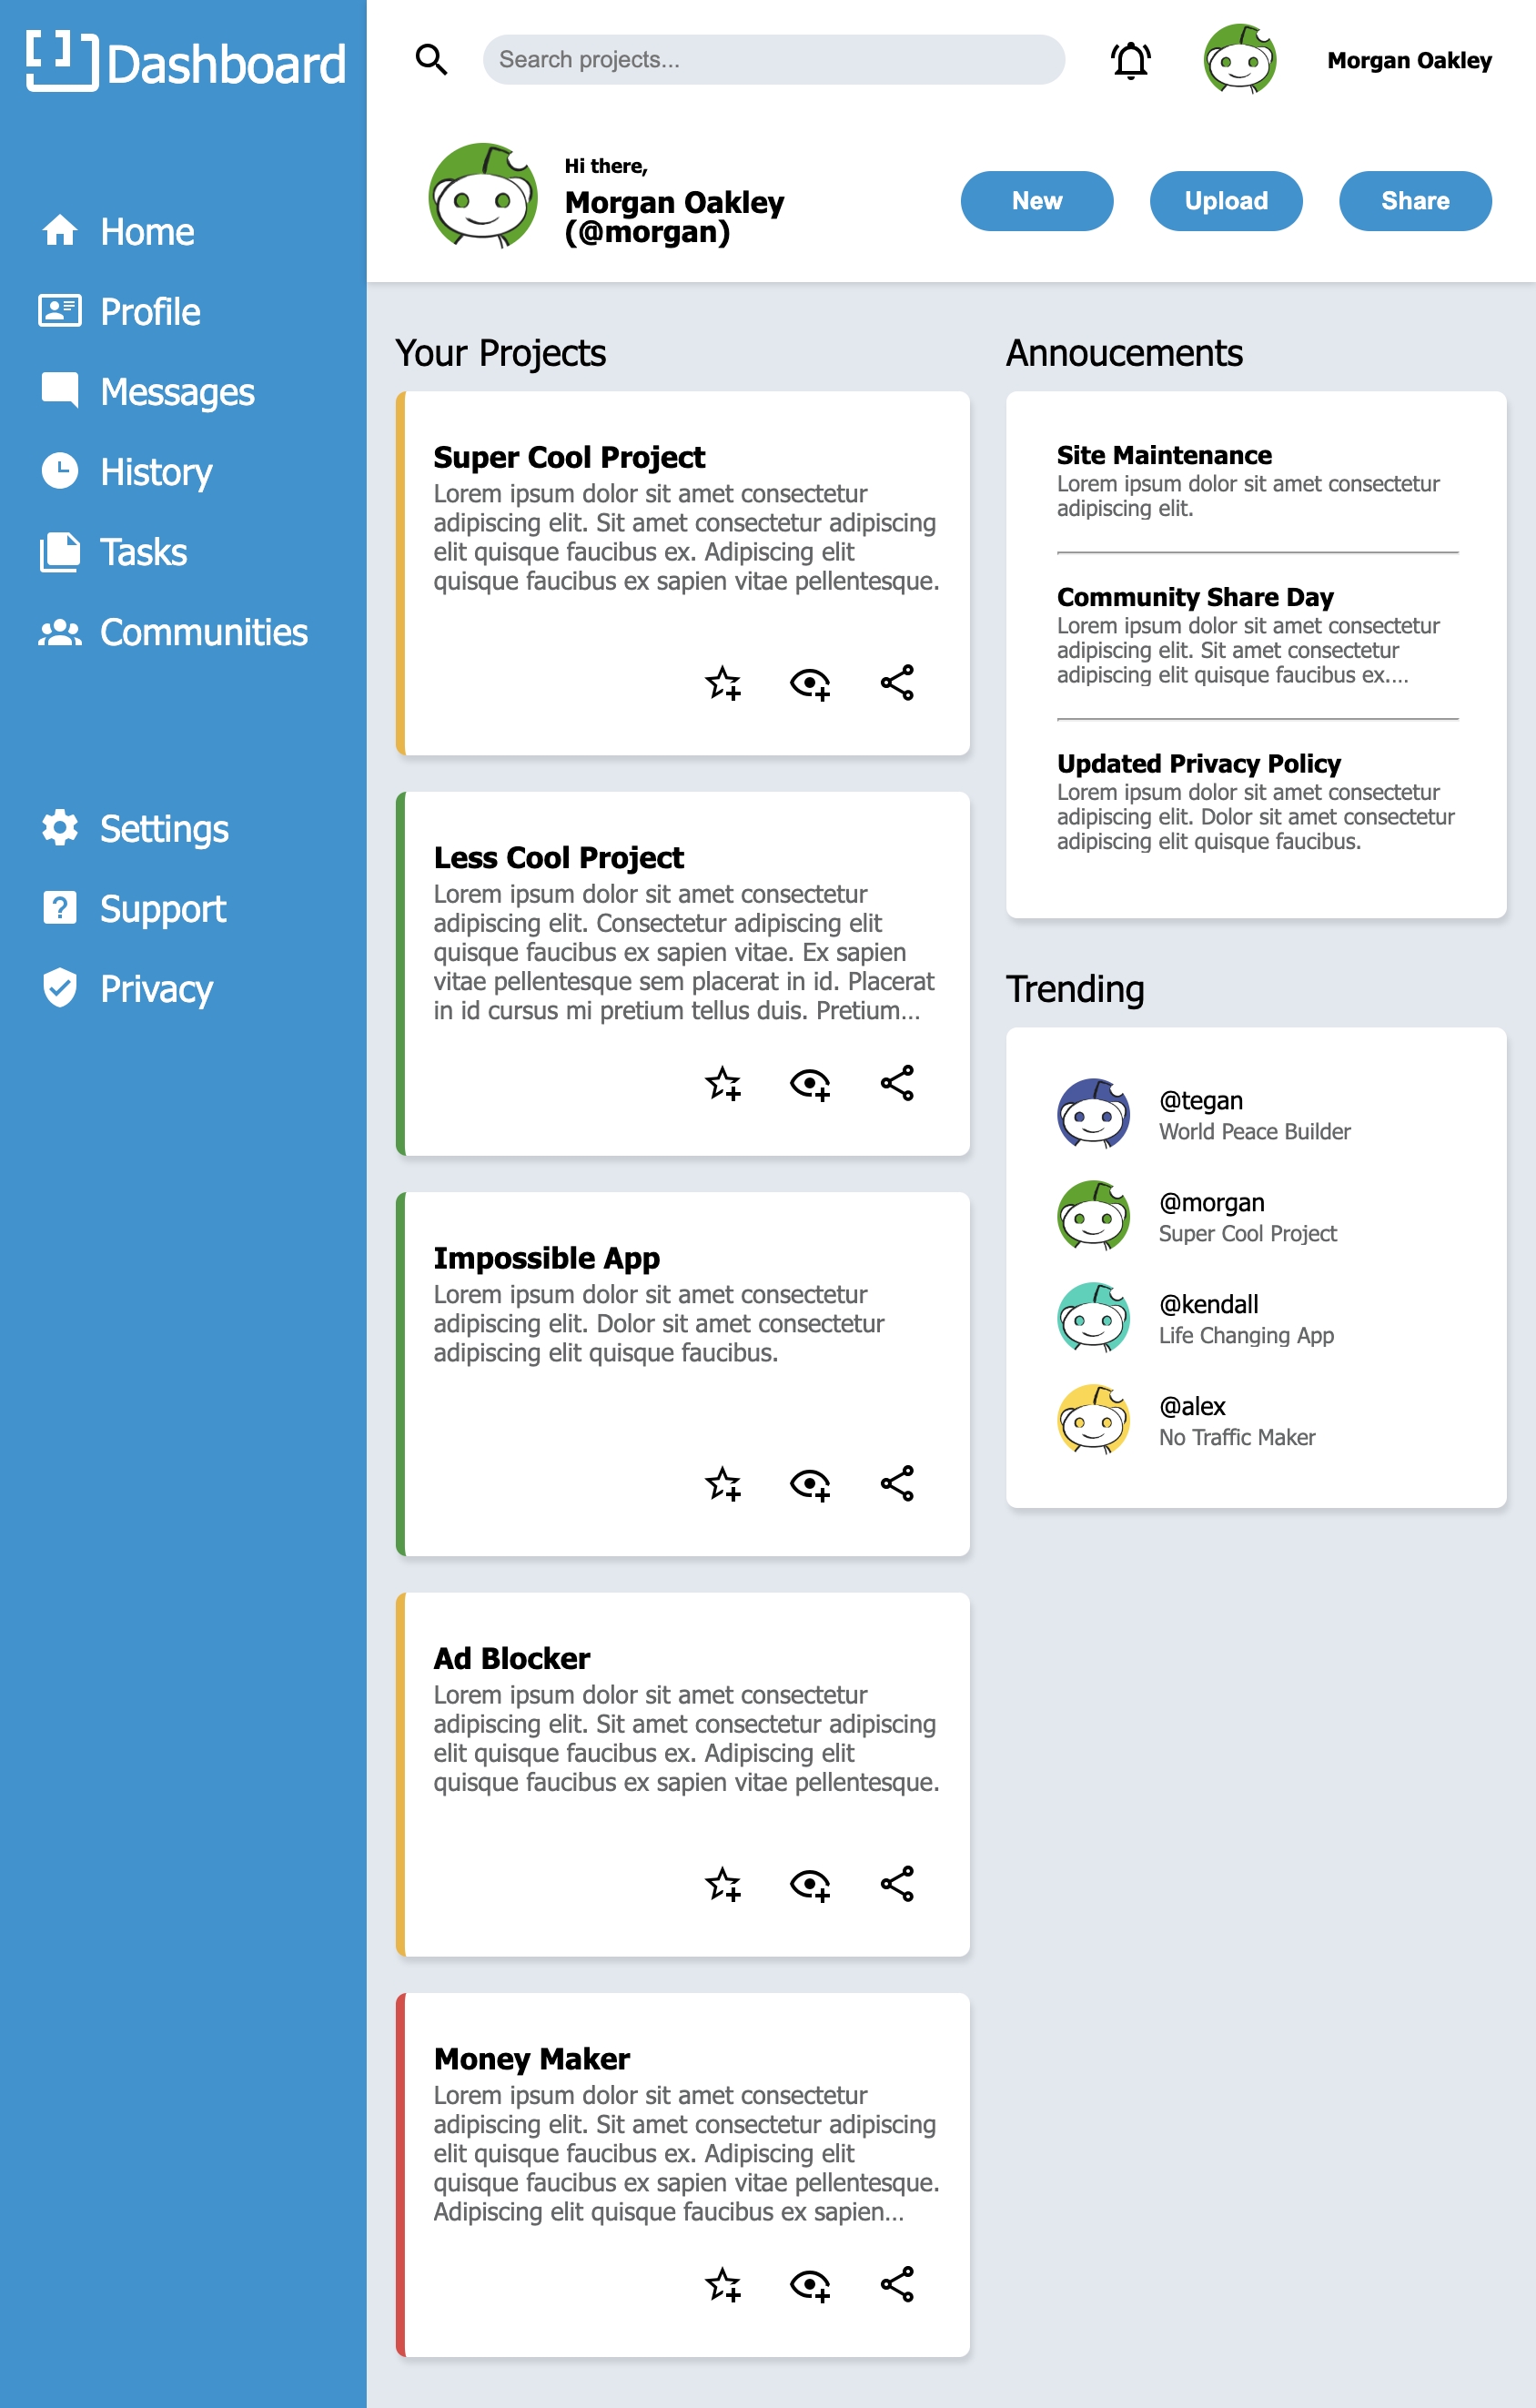 Dashboard
Home
Profile
Messages
History
Tasks
Communities
Settings
Support
Privacy
Search projects...
Morgan Oakley
Hi there,
Morgan Oakley
(@morgan)
New
Upload
Share
Your Projects
Super Cool Project
Lorem ipsum dolor sit amet consectetur
adipiscing elit. Sit amet consectetur adipiscing
elit quisque faucibus ex. Adipiscing elit
quisque faucibus ex sapien vitae pellentesque.
Less Cool Project
Lorem ipsum dolor sit amet consectetur
adipiscing elit. Consectetur adipiscing elit
quisque faucibus ex sapien vitae. Ex sapien
vitae pellentesque sem placerat in id. Placerat
in id cursus mi pretium tellus duis. Pretium...
Impossible App
Lorem ipsum dolor sit amet consectetur
adipiscing elit. Dolor sit amet consectetur
adipiscing elit quisque faucibus.
Ad Blocker
Lorem ipsum dolor sit amet consectetur
adipiscing elit. Sit amet consectetur adipiscing
elit quisque faucibus ex. Adipiscing elit
quisque faucibus ex sapien vitae pellentesque.
Money Maker
Lorem ipsum dolor sit amet consectetur
adipiscing elit. Sit amet consectetur adipiscing
elit quisque faucibus ex. Adipiscing elit
quisque faucibus ex sapien vitae pellentesque.
Adipiscing elit quisque faucibus ex sapien...
Annoucements
Site Maintenance
Lorem ipsum dolor sit amet consectetur
adipiscing elit.
Community Share Day
Lorem ipsum dolor sit amet consectetur
adipiscing elit. Sit amet consectetur
adipiscing elit quisque faucibus ex....
Updated Privacy Policy
Lorem ipsum dolor sit amet consectetur
adipiscing elit. Dolor sit amet consectetur
adipiscing elit quisque faucibus.
Trending
@tegan
World Peace Builder
@morgan
Super Cool Project
@kendall
Life Changing App
@alex
No Traffic Maker